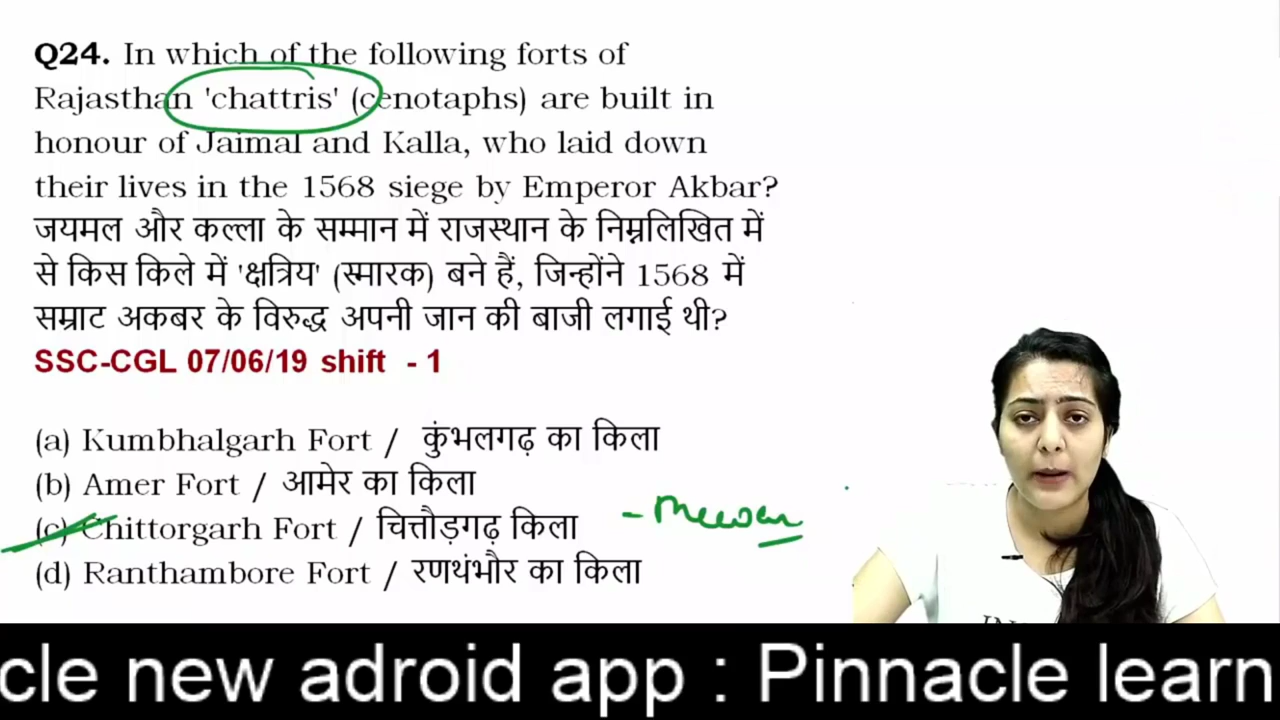 Q24. In which of the following forts of
Rajasthan 'chattris' (cenotaphs) are built in
honour of Jaimal and Kalla, who laid down
their lives in the 1568 siege by Emperor Akbar?
जयमल और कल्ला के सम्मान में राजस्थान के निम्नलिखित में
से किस किले में 'क्षत्रिय' (स्मारक) बने हैं, जिन्होंने 1568 में
सम्राट अकबर के विरुद्ध अपनी जान की बाजी लगाई थी?
SSC-CGL 07/06/19 shift - 1
(a) Kumbhalgarh Fort / कुंभलगढ़ का किला
(b) Amer Fort / आमेर का किला
(c) Chittorgarh Fort / चित्तौड़गढ़ किला
(d) Ranthambore Fort / रणथंभौर का किला
cle new adroid app : Pinnacle learn